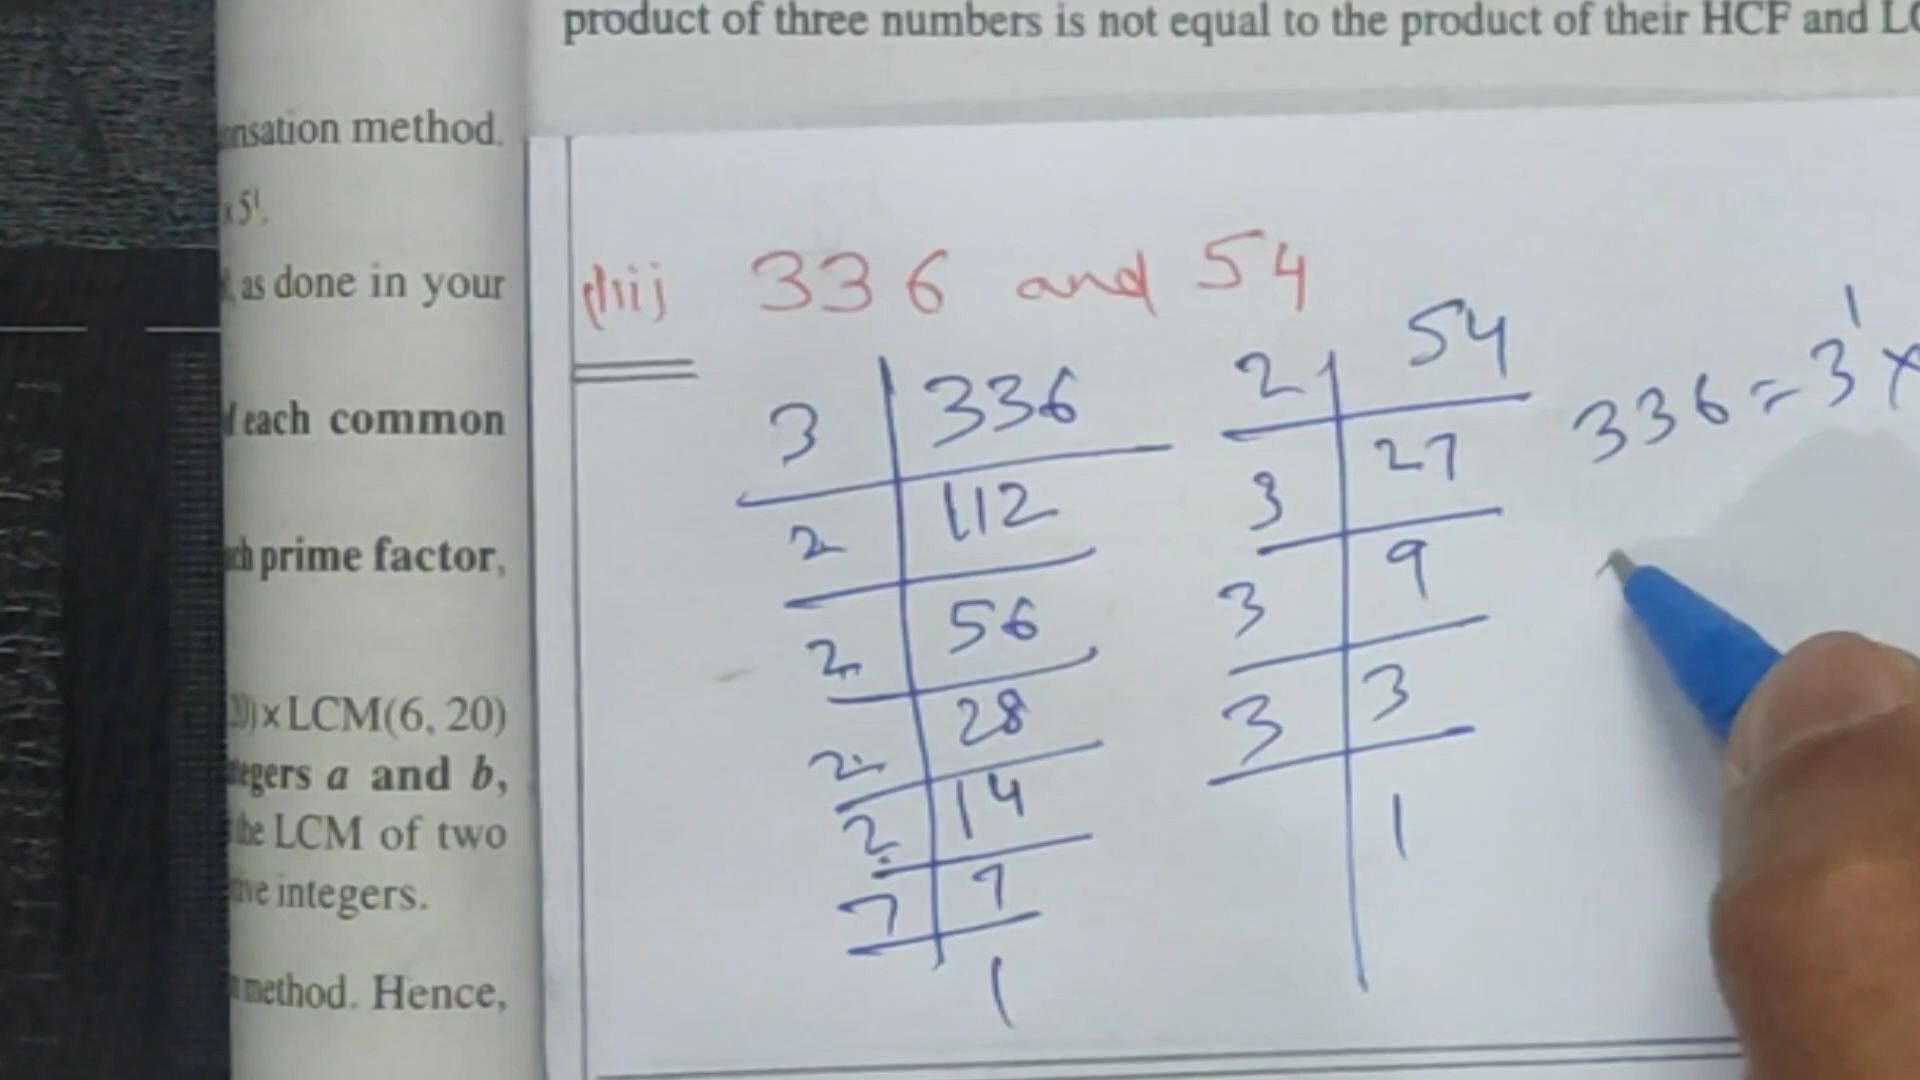 product of three numbers is not equal to the product of their HCF and
method.
x 5¹.
as done in your
each common
prime factor,
x LCM(6, 20)
a and b,
LCM of two
integers.
method. Hence,
(iii) 336 and 54
3 336
2 112
2 56
2 28
2 14
7 7
1
2 54
3 27
3 9
3 3
1
336 = 3¹ ×